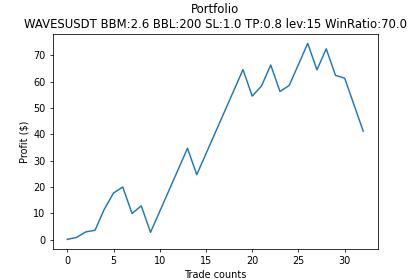 Portfolio
WAVESUSDT BBM:2.6 BBL:200 SL:1.0 TP:0.8 lev:15 WinRatio:70.0
70
60
50
40
30
20
10
0
Profit ($)
0 5 10 15 20 25 30
Trade counts